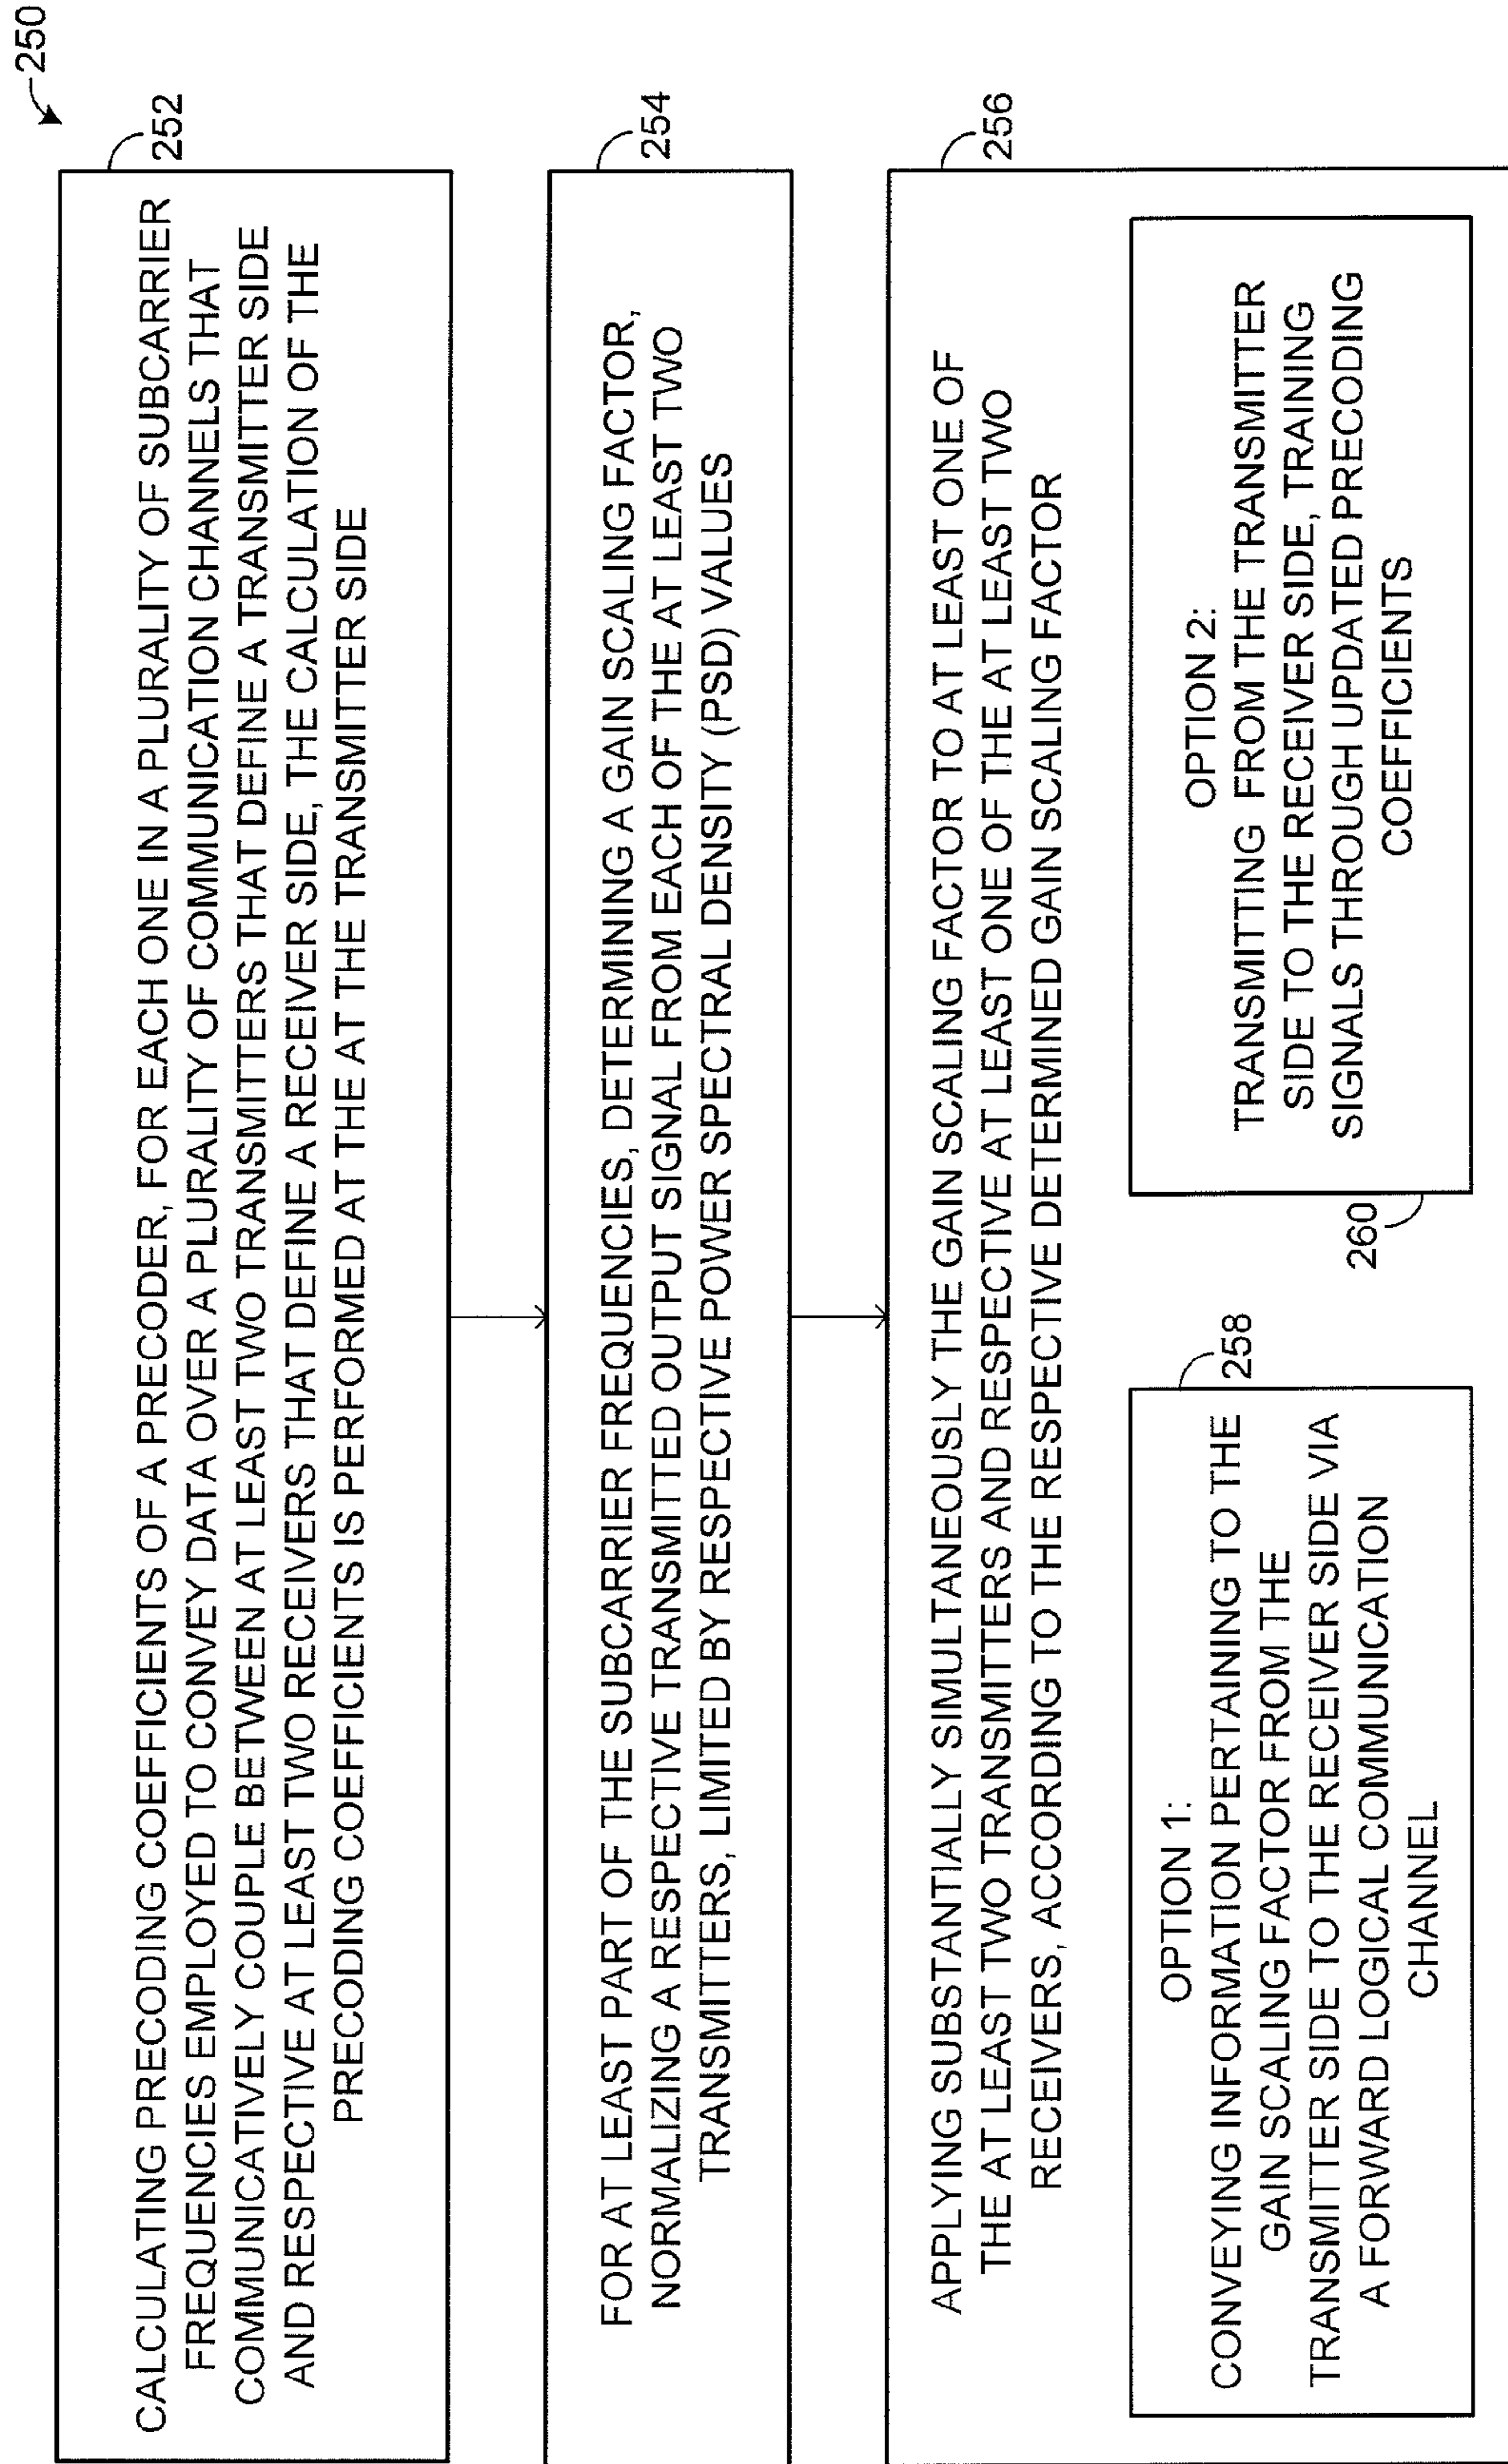 250
252
CALCULATING PRECODING COEFFICIENTS OF A PRECODER, FOR EACH ONE IN A PLURALITY OF SUBCARRIER
FREQUENCIES EMPLOYED TO CONVEY DATA OVER A PLURALITY OF COMMUNICATION CHANNELS THAT
COMMUNICATIVELY COUPLE BETWEEN AT LEAST TWO TRANSMITTERS THAT DEFINE A TRANSMITTER SIDE
AND RESPECTIVE AT LEAST TWO RECEIVERS THAT DEFINE A RECEIVER SIDE, THE CALCULATION OF THE
PRECODING COEFFICIENTS IS PERFORMED AT THE AT THE TRANSMITTER SIDE
254
FOR AT LEAST PART OF THE SUBCARRIER FREQUENCIES, DETERMINING A GAIN SCALING FACTOR,
NORMALIZING A RESPECTIVE TRANSMITTED OUTPUT SIGNAL FROM EACH OF THE AT LEAST TWO
TRANSMITTERS, LIMITED BY RESPECTIVE POWER SPECTRAL DENSITY (PSD) VALUES
256
APPLYING SUBSTANTIALLY SIMULTANEOUSLY THE GAIN SCALING FACTOR TO AT LEAST ONE OF
THE AT LEAST TWO TRANSMITTERS AND RESPECTIVE AT LEAST ONE OF THE AT LEAST TWO
RECEIVERS, ACCORDING TO THE RESPECTIVE DETERMINED GAIN SCALING FACTOR
258
OPTION 1:
CONVEYING INFORMATION PERTAINING TO THE
GAIN SCALING FACTOR FROM THE
TRANSMITTER SIDE TO THE RECEIVER SIDE VIA
A FORWARD LOGICAL COMMUNICATION
CHANNEL
260
OPTION 2:
TRANSMITTING FROM THE TRANSMITTER
SIDE TO THE RECEIVER SIDE, TRAINING
SIGNALS THROUGH UPDATED PRECODING
COEFFICIENTS